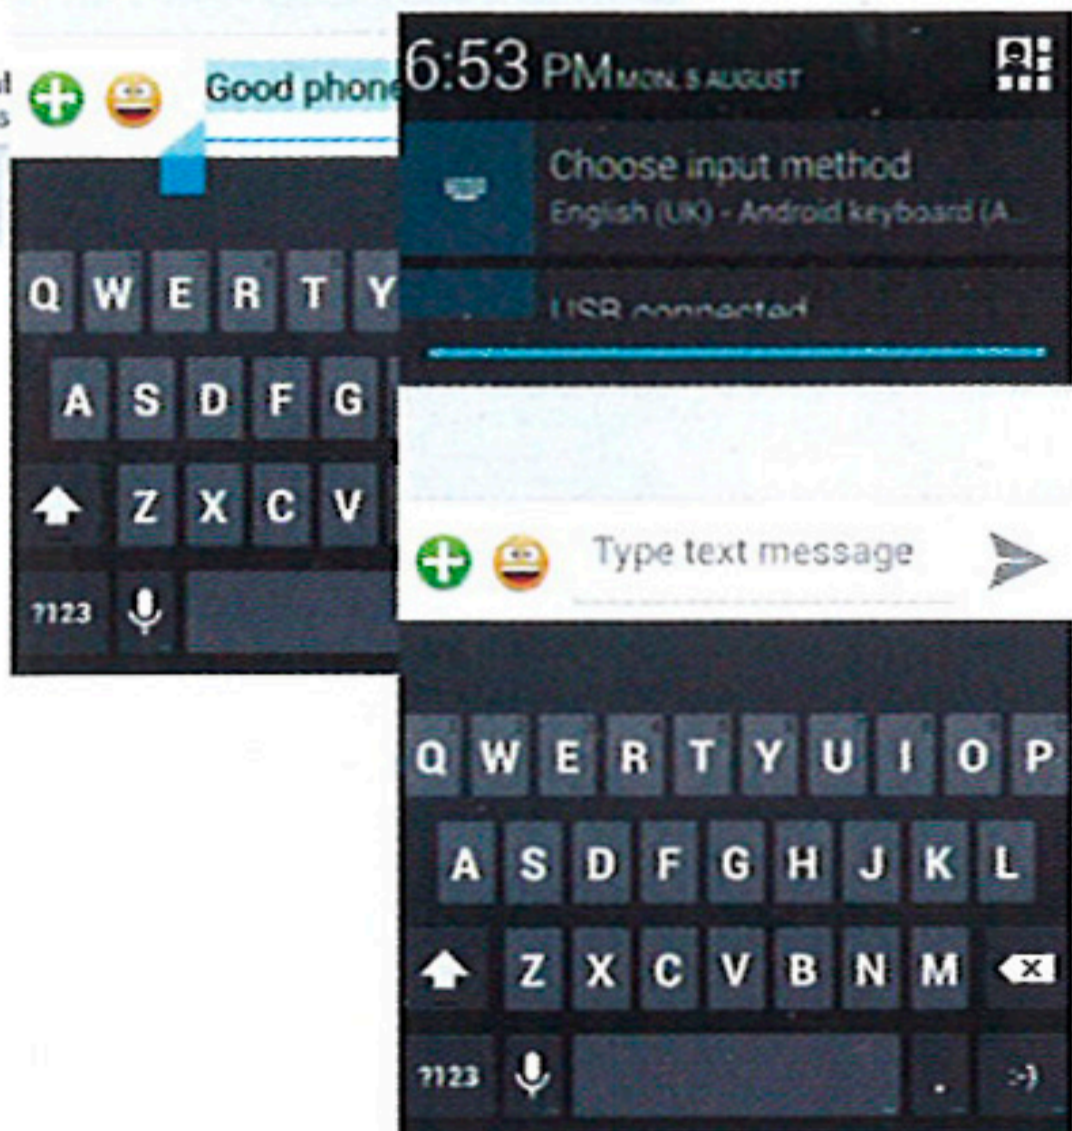 Good phone
Q W E R T Y
A S D F G
Z X C V
?123
6:53 PM MON, 5 AUGUST
Choose input method
English (UK) - Android keyboard (A...
USB connected
Type text message
Q W E R T Y U I O P
A S D F G H J K L
Z X C V B N M
?123 . :-)